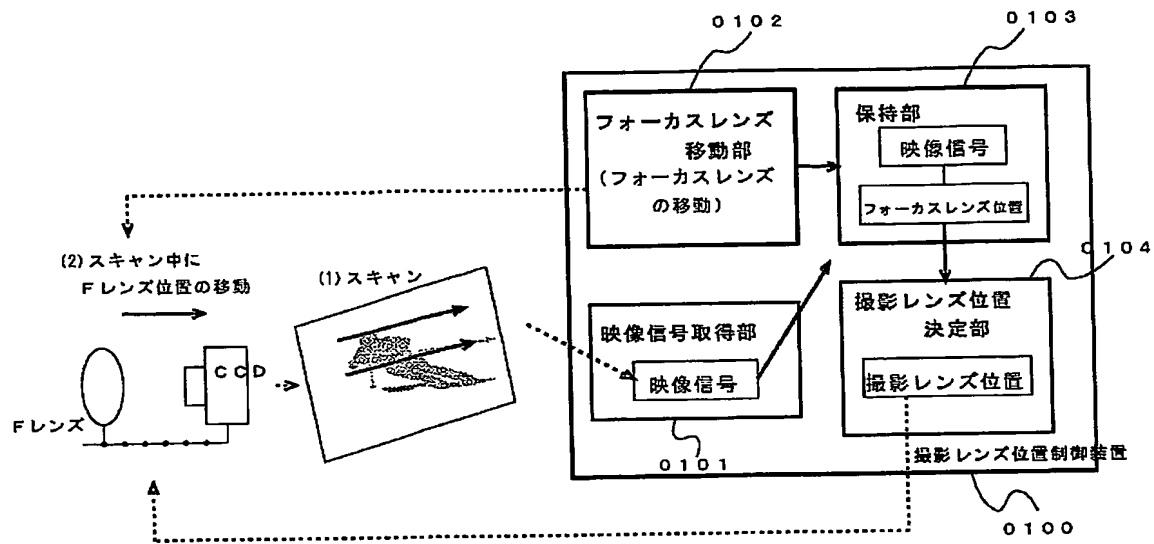 ０１０２
０１０３
フォーカスレンズ
移動部
（フォーカスレンズ
の移動）
保持部
映像信号
フォーカスレンズ位置
０１０４
(2)スキャン中に
Ｆレンズ位置の移動
(1)スキャン
映像信号取得部
映像信号
撮影レンズ位置
決定部
撮影レンズ位置
ＣＣＤ
Ｆレンズ
０１０１
撮影レンズ位置制御装置
０１００